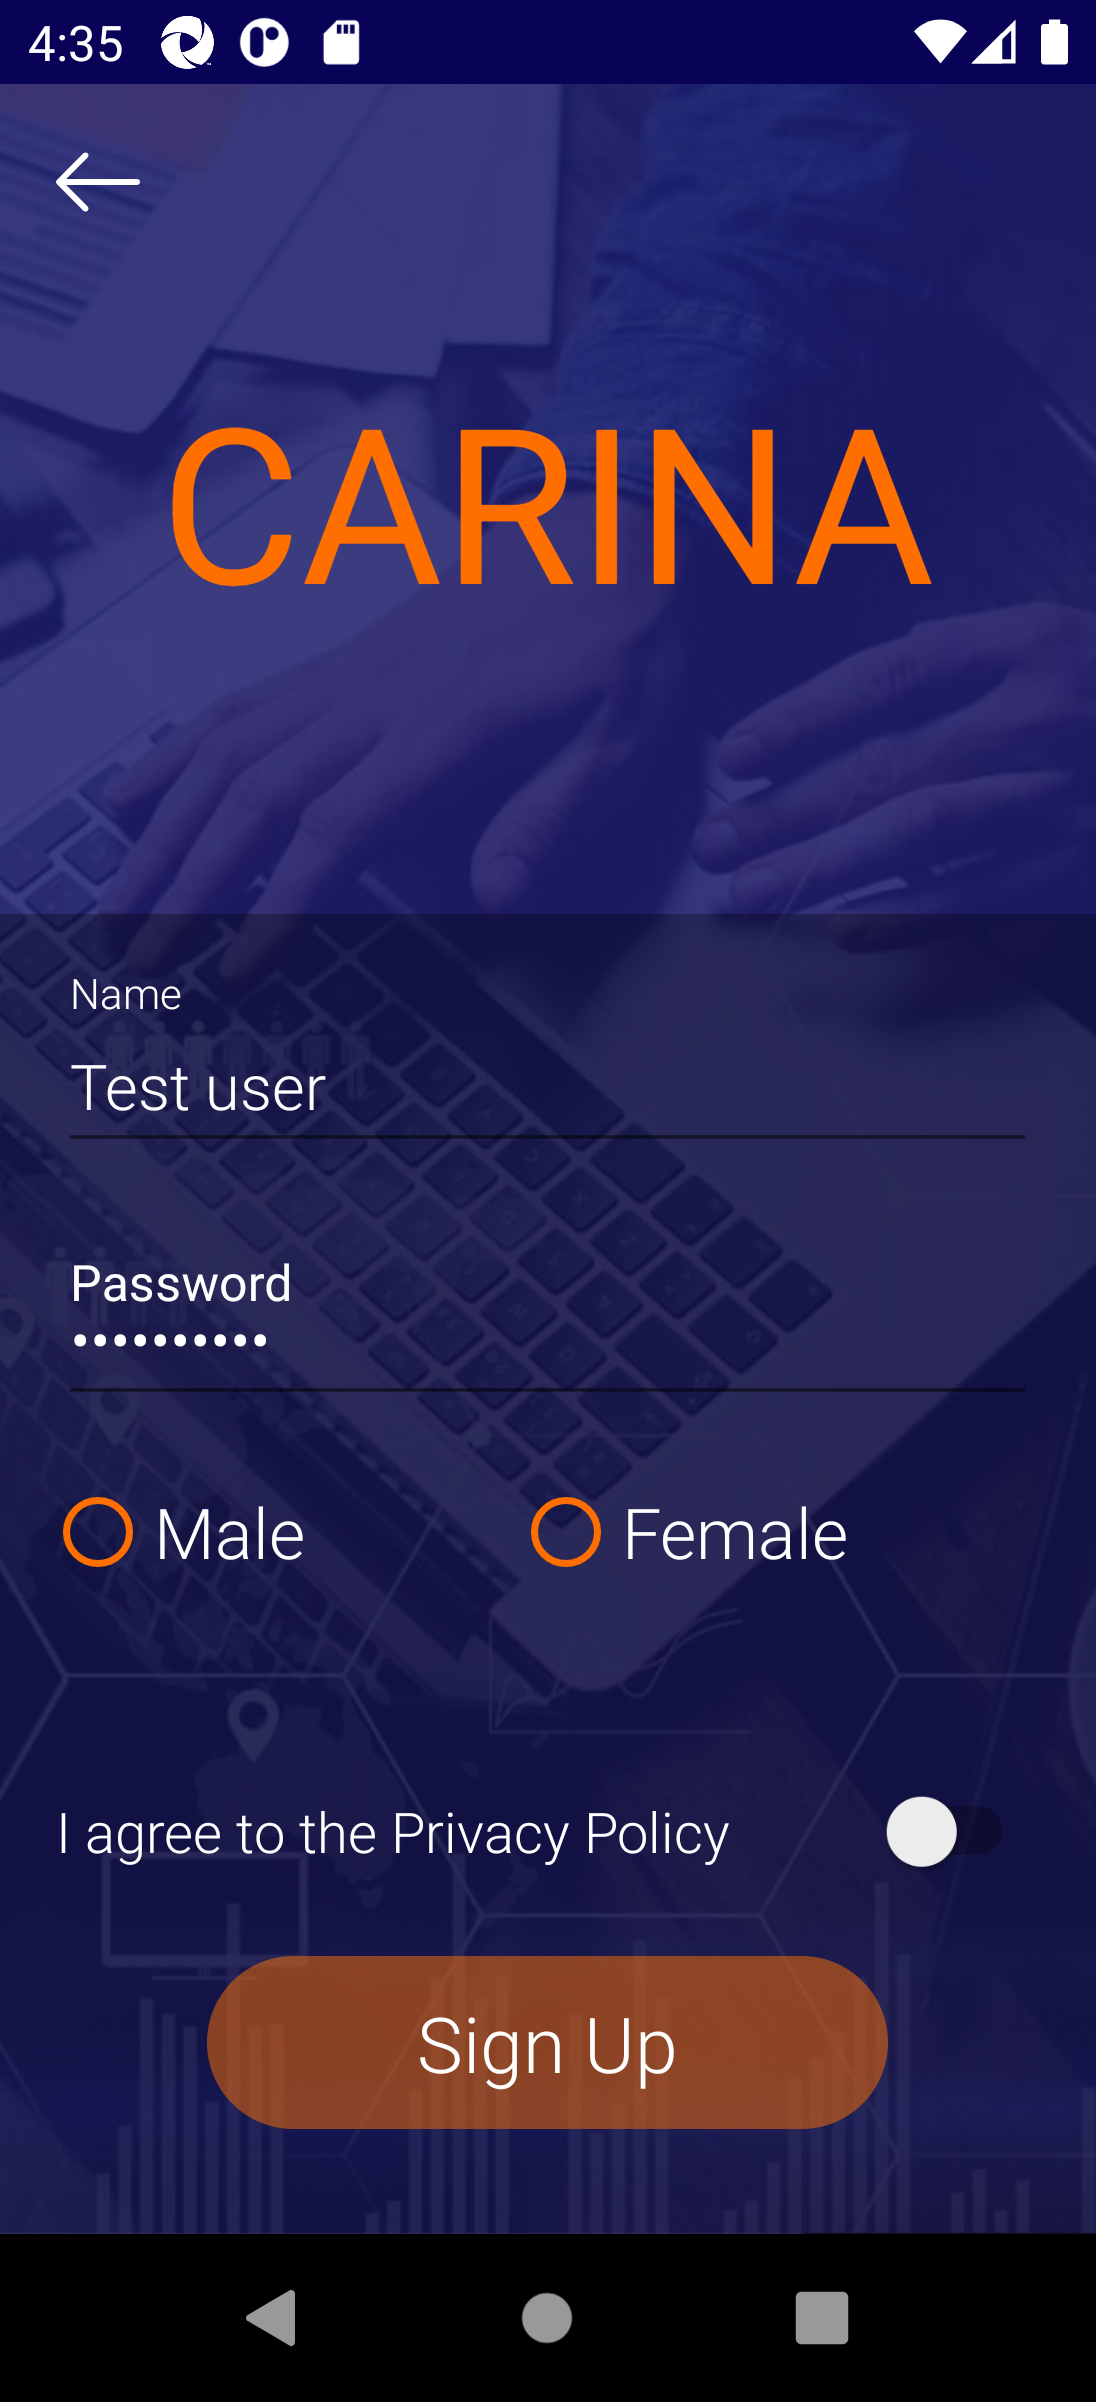 4:35
CARINA
Name
Test user
Password
••••••••••
Male
Female
I agree to the Privacy Policy
Sign Up